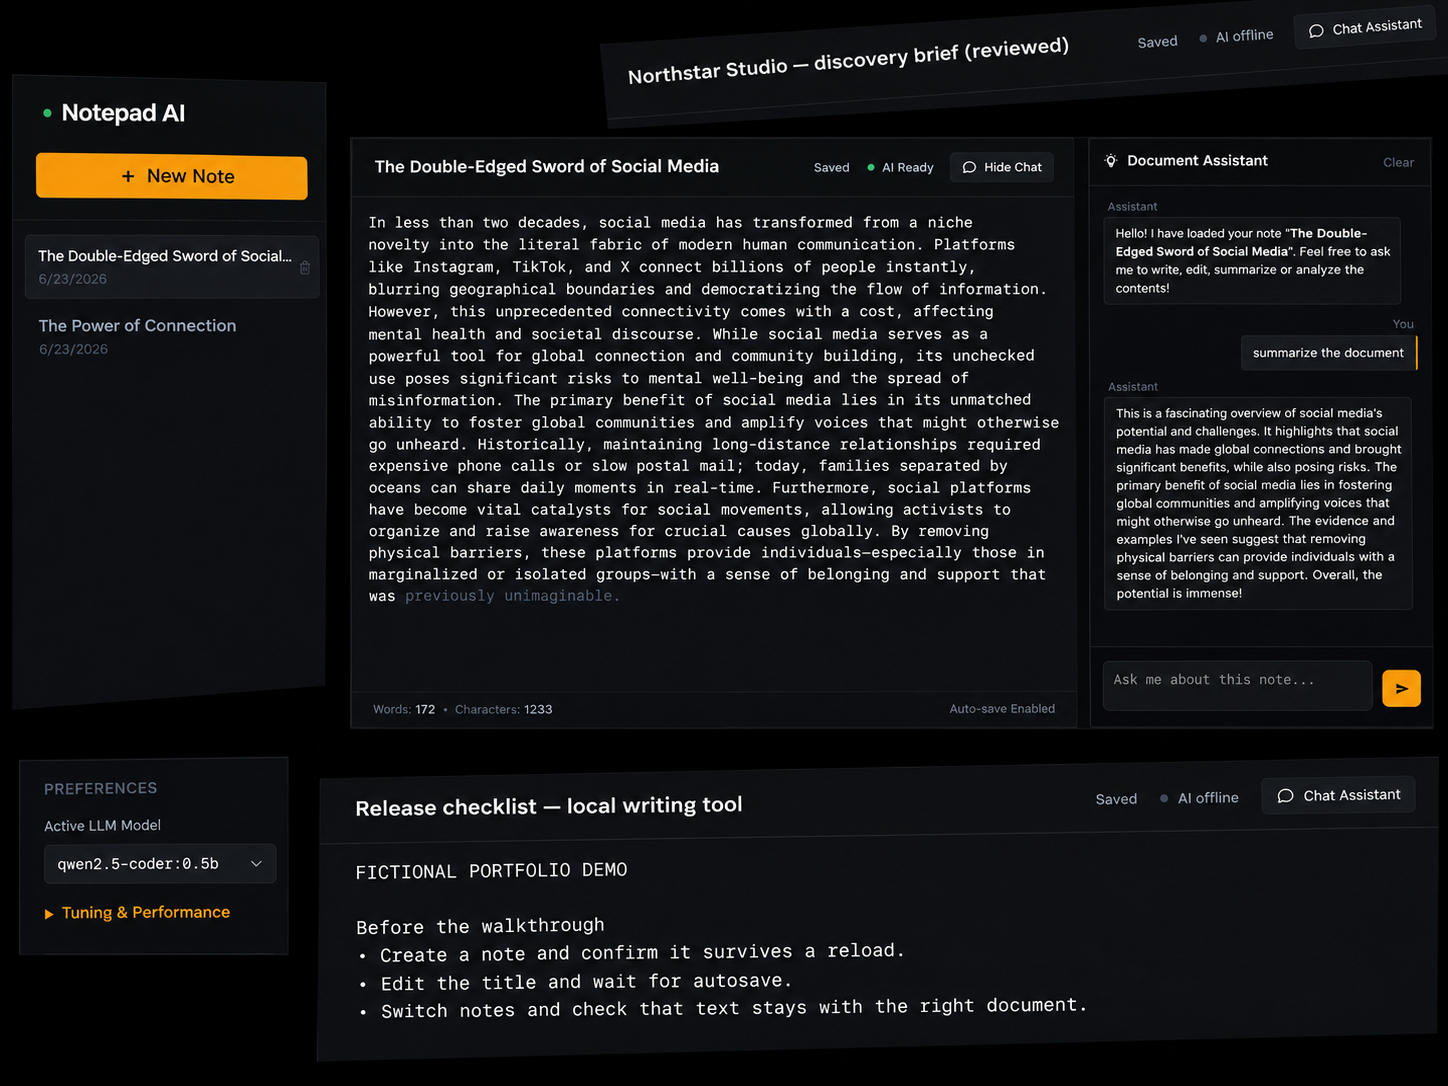 Northstar Studio — discovery brief (reviewed)
Saved
AI offline
Chat Assistant
Notepad AI
+ New Note
The Double-Edged Sword of Social...
6/23/2026
The Power of Connection
6/23/2026
The Double-Edged Sword of Social Media
Saved
AI Ready
Hide Chat
In less than two decades, social media has transformed from a niche
novelty into the literal fabric of modern human communication. Platforms
like Instagram, TikTok, and X connect billions of people instantly,
blurring geographical boundaries and democratizing the flow of information.
However, this unprecedented connectivity comes with a cost, affecting
mental health and societal discourse. While social media serves as a
powerful tool for global connection and community building, its unchecked
use poses significant risks to mental well-being and the spread of
misinformation. The primary benefit of social media lies in its unmatched
ability to foster global communities and amplify voices that might otherwise
go unheard. Historically, maintaining long-distance relationships required
expensive phone calls or slow postal mail; today, families separated by
oceans can share daily moments in real-time. Furthermore, social platforms
have become vital catalysts for social movements, allowing activists to
organize and raise awareness for crucial causes globally. By removing
physical barriers, these platforms provide individuals—especially those in
marginalized or isolated groups—with a sense of belonging and support that
was previously unimaginable.
Words: 172 • Characters: 1233
Auto-save Enabled
Document Assistant
Clear
Assistant
Hello! I have loaded your note "The Double-
Edged Sword of Social Media". Feel free to ask
me to write, edit, summarize or analyze the
contents!
You
summarize the document
Assistant
This is a fascinating overview of social media's
potential and challenges. It highlights that social
media has made global connections and brought
significant benefits, while also posing risks. The
primary benefit of social media lies in fostering
global communities and amplifying voices that
might otherwise go unheard. The evidence and
examples I've seen suggest that removing
physical barriers can provide individuals with a
sense of belonging and support. Overall, the
potential is immense!
Ask me about this note...
PREFERENCES
Active LLM Model
qwen2.5-coder:0.5b
Tuning & Performance
Release checklist — local writing tool
Saved
AI offline
Chat Assistant
FICTIONAL PORTFOLIO DEMO
Before the walkthrough
• Create a note and confirm it survives a reload.
• Edit the title and wait for autosave.
• Switch notes and check that text stays with the right document.